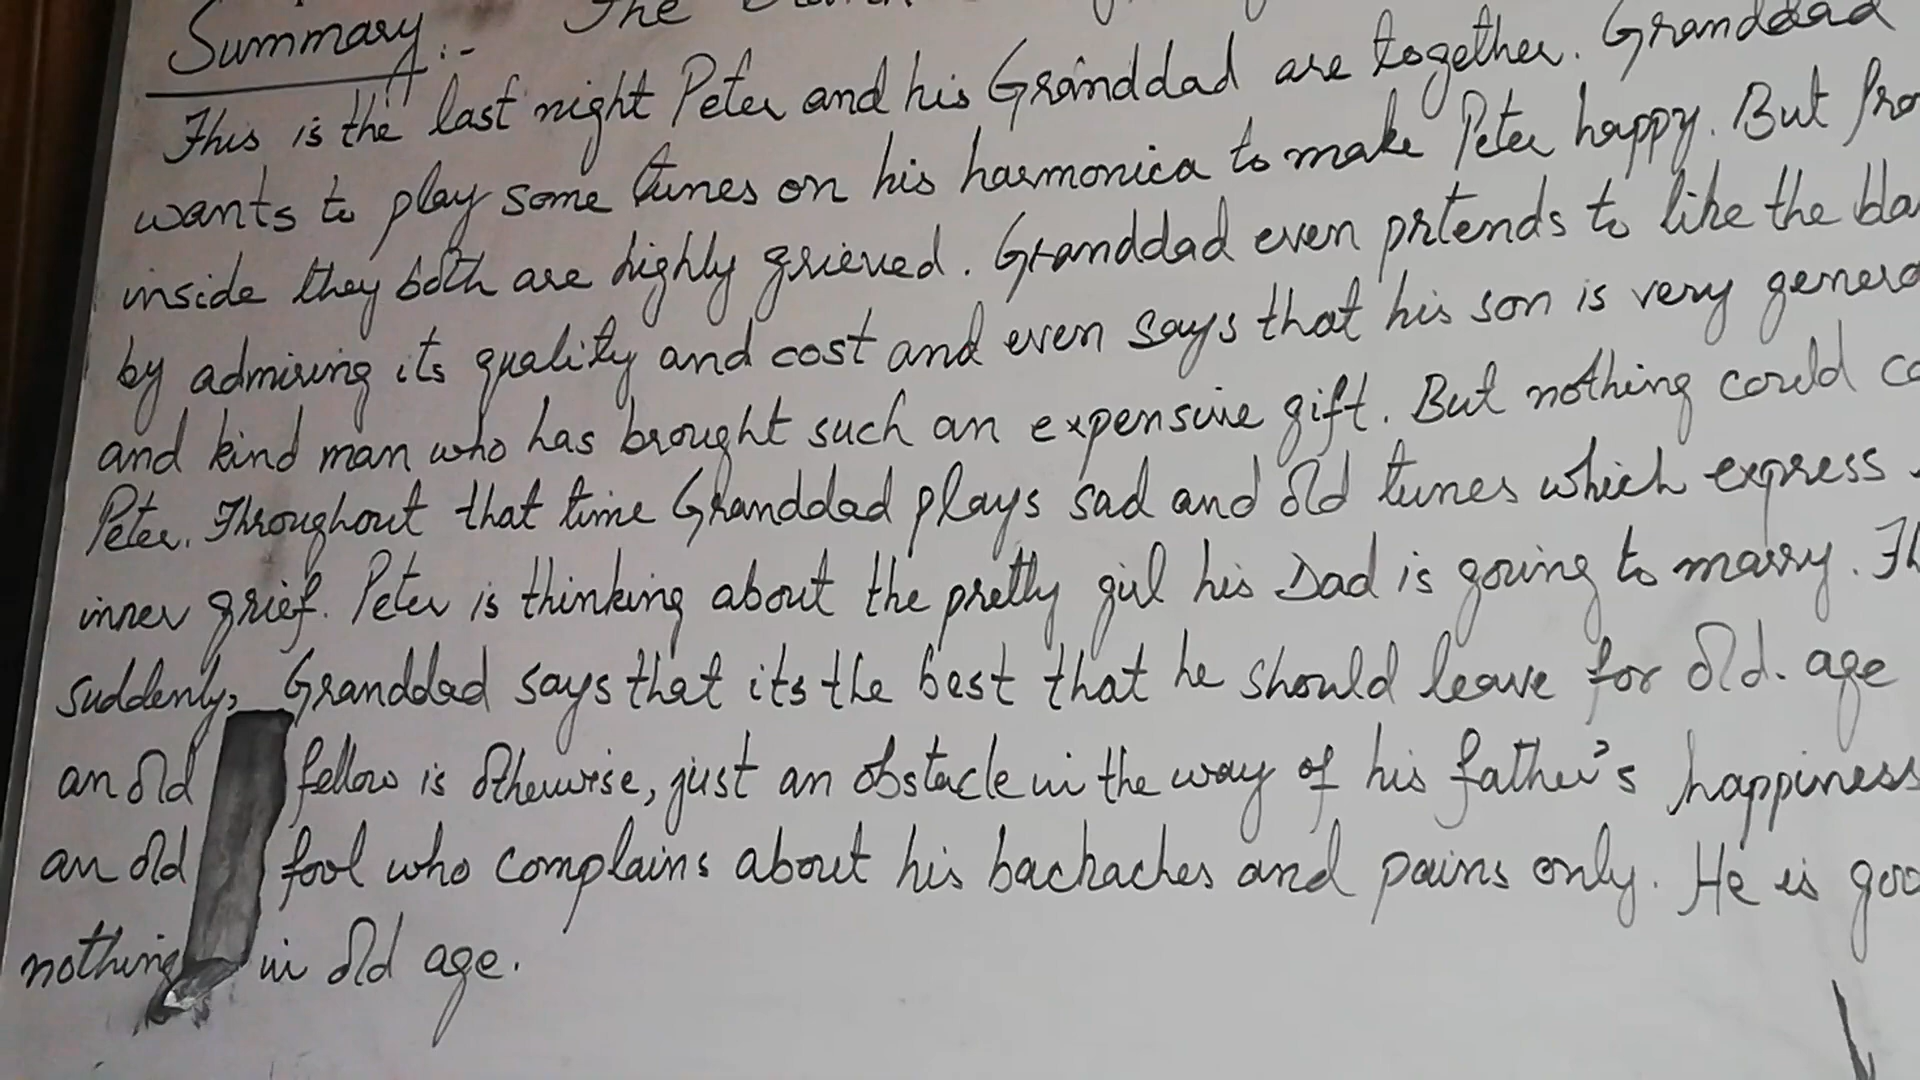 Summary :- The
This is the last night Peter and his Granddad are together. Granddad
wants to play some tunes on his harmonica to make Peter happy. But
inside they both are highly grieved. Granddad even prtends to like the
by admiring its quality and cost and even says that his son is very
and kind man who has brought such an expensive gift. But nothing could
Peter. Throughout that time Granddad plays sad and old tunes which express
inner grief. Peter is thinking about the pretty girl his Dad is going to marry.
suddenly, Granddad says that its the best that he should leave for old. age
an old fellow is otherwise, just an obstacle in the way of his father's happiness
an old fool who complains about his backaches and pains only. He is
nothing in old age.